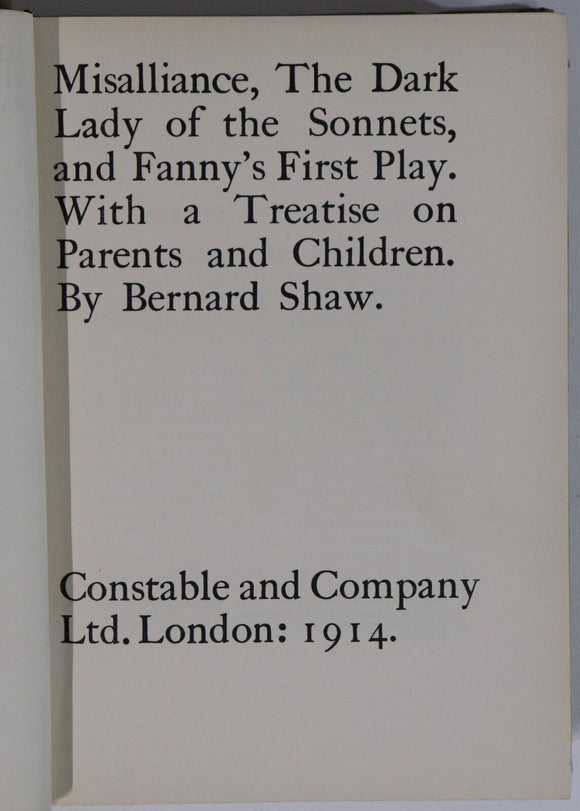 Misalliance, The Dark
Lady of the Sonnets,
and Fanny's First Play.
With a Treatise on
Parents and Children.
By Bernard Shaw.
Constable and Company
Ltd. London: 1914.